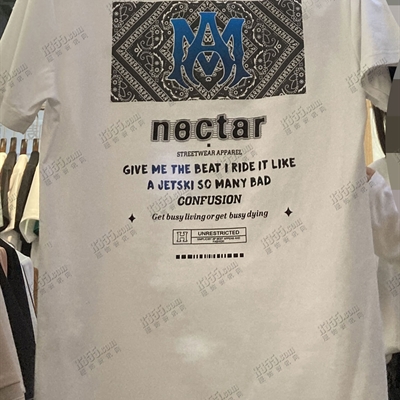 MA
nectar
STREETWEAR APPAREL
GIVE ME THE BEAT I RIDE IT LIKE
A JETSKI SO MANY BAD
CONFUSION
Get busy living or get busy dying
H UNRESTRICTED